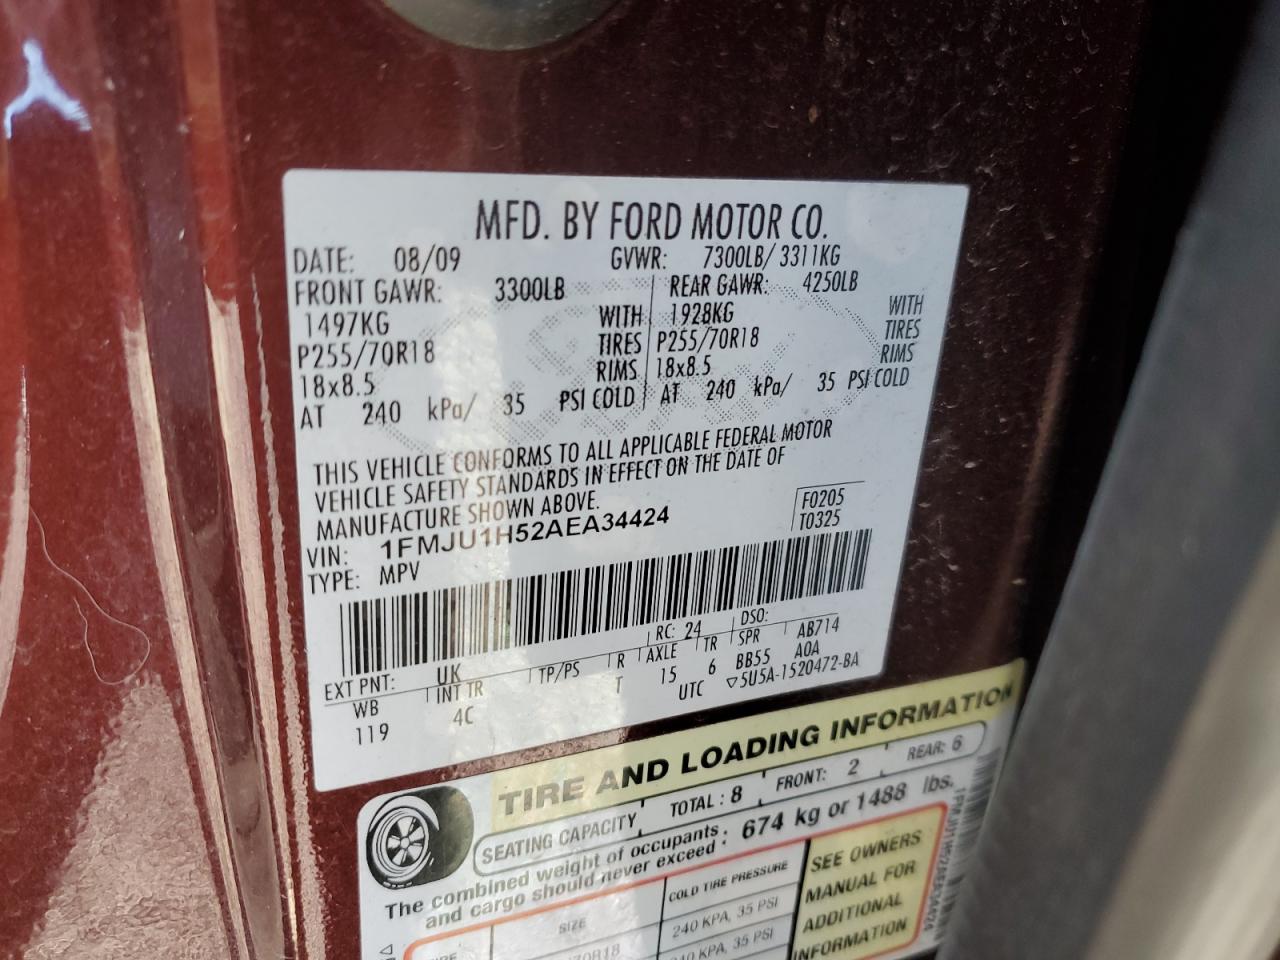 MFD. BY FORD MOTOR CO.
DATE: 08/09 GVWR: 7300LB/ 3311KG
FRONT GAWR: 3300LB REAR GAWR: 4250LB
1497KG WITH 1928KG WITH
P255/70R18 TIRES P255/70R18 TIRES
18x8.5 RIMS 18x8.5 RIMS
AT 240 kPa/ 35 PSI COLD AT 240 kPa/ 35 PSI COLD
THIS VEHICLE CONFORMS TO ALL APPLICABLE FEDERAL MOTOR
VEHICLE SAFETY STANDARDS IN EFFECT ON THE DATE OF
MANUFACTURE SHOWN ABOVE.
F0205
VIN: 1FMJU1H52AEA34424 T0325
TYPE: MPV
EXT PNT: UK RC: 24 DSO:
WB INT TR TP/PS R AXLE TR SPR AB714
119 4C T 15 6 BB55 A0A
UTC ▽5U5A-1520472-BA
TIRE AND LOADING INFORMATION
SEATING CAPACITY TOTAL : 8 FRONT: 2 REAR: 6
The combined weight of occupants and cargo should never exceed : 674 kg or 1488 lbs.
SIZE COLD TIRE PRESSURE
70R18 240 KPA, 35 PSI
KPA, 35 PSI
SEE OWNERS
MANUAL FOR
ADDITIONAL
INFORMATION